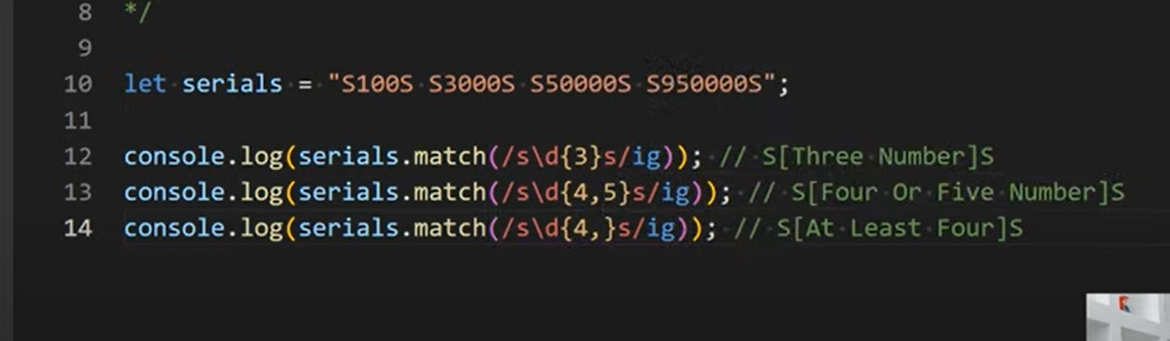 8 */
9
10 let serials = "S100S S3000S S50000S S950000S";
11
12 console.log(serials.match(/s\d{3}s/ig)); // S[Three Number]S
13 console.log(serials.match(/s\d{4,5}s/ig)); // S[Four Or Five Number]S
14 console.log(serials.match(/s\d{4,}s/ig)); // S[At Least Four]S